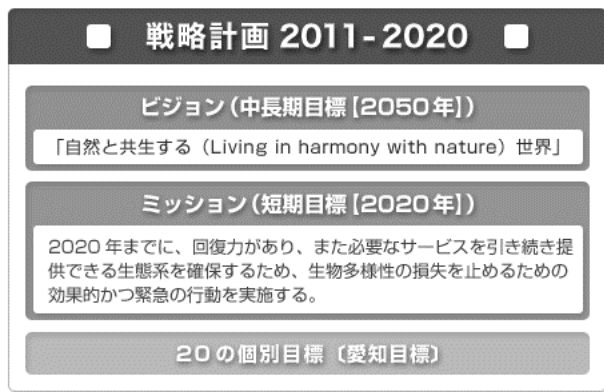 戦略計画 2011-2020
ビジョン(中長期目標【2050年】)
「自然と共生する(Living in harmony with nature)世界」
ミッション(短期目標【2020年】)
2020 年までに、回復力があり、また必要なサービスを引き続き提
供できる生態系を確保するため、生物多様性の損失を止めるための
効果的かつ緊急の行動を実施する。
20の個別目標〔愛知目標〕